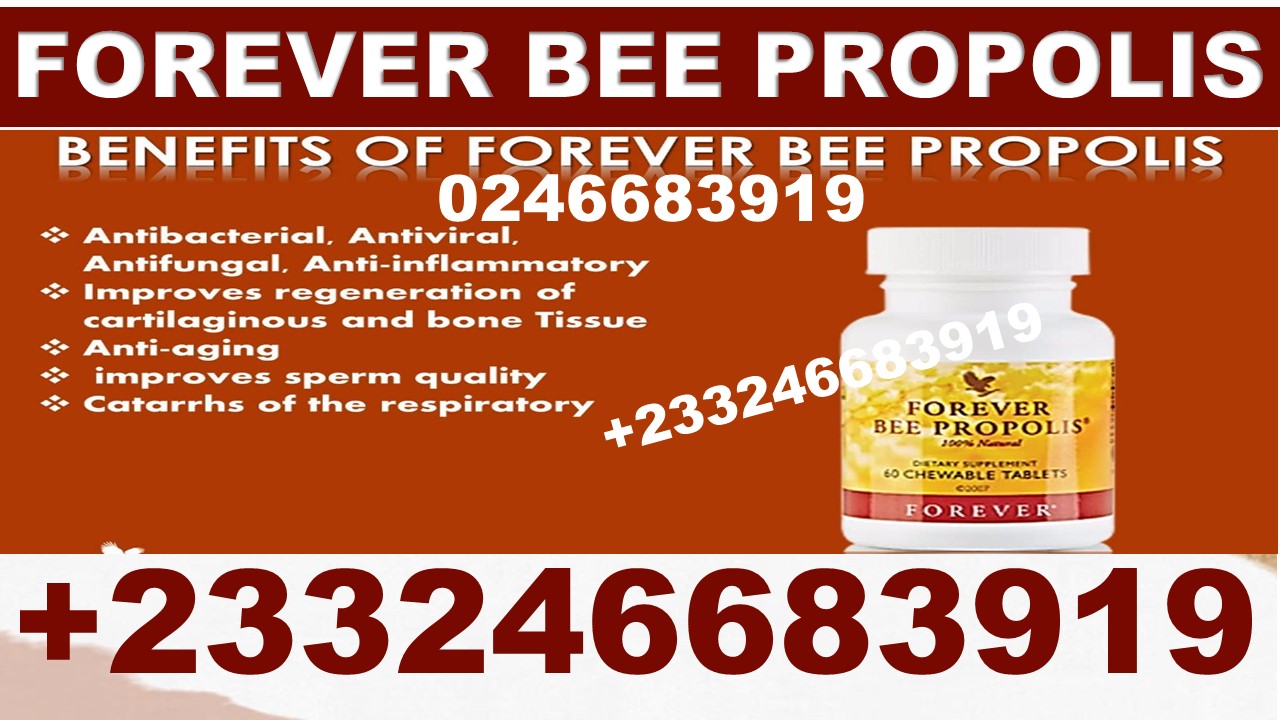 FOREVER BEE PROPOLIS
BENEFITS OF FOREVER BEE PROPOLIS
0246683919
❖ Antibacterial, Antiviral,
Antifungal, Anti-inflammatory
❖ Improves regeneration of
cartilaginous and bone Tissue
❖ Anti-aging
❖ improves sperm quality
❖ Catarrhs of the respiratory
+233246683919
FOREVER
BEE PROPOLIS®
100% Natural
DIETARY SUPPLEMENT
60 CHEWABLE TABLETS
©2007
FOREVER®
+233246683919